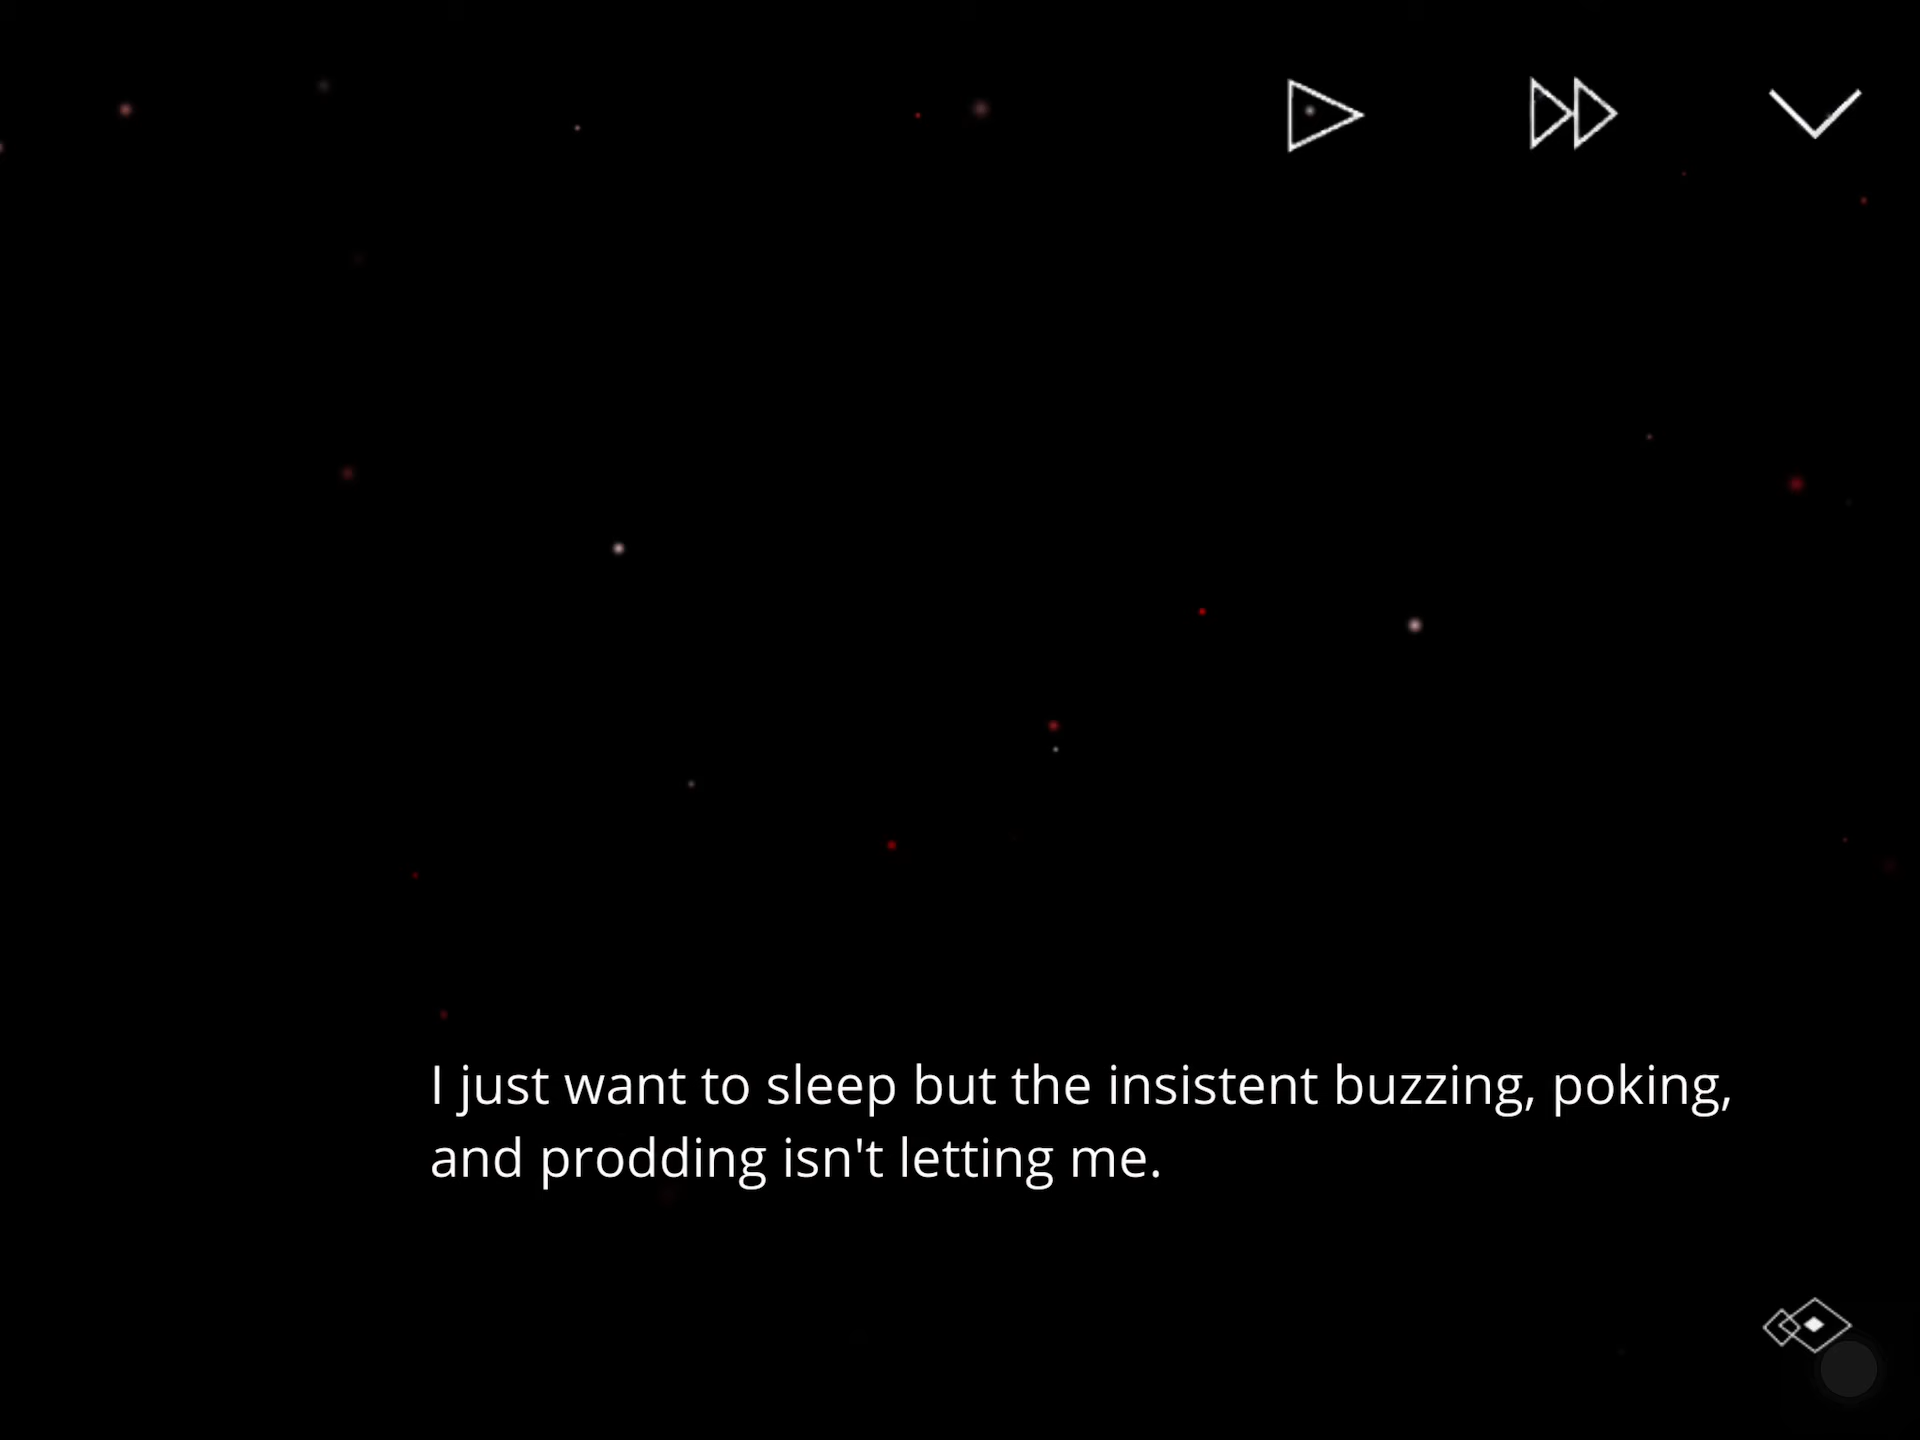 I just want to sleep but the insistent buzzing, poking,
and prodding isn't letting me.